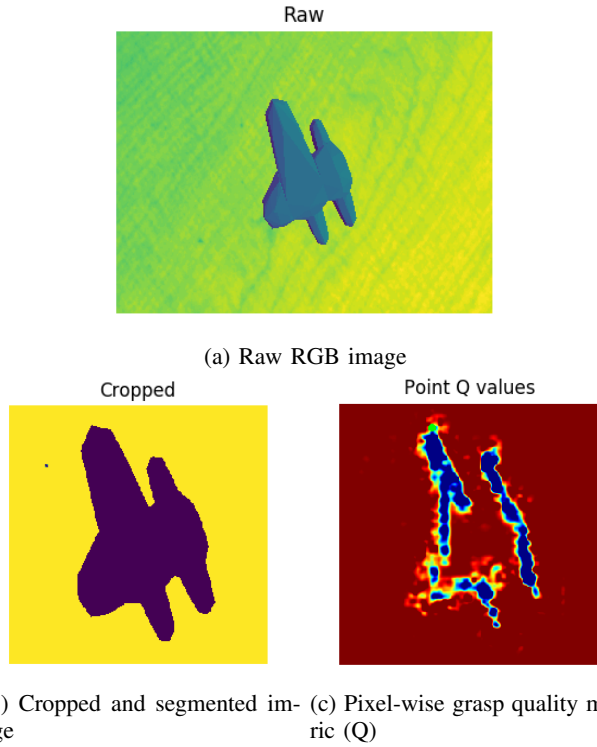 Raw
(a) Raw RGB image
Cropped
Point Q values
) Cropped and segmented im-
ge
(c) Pixel-wise grasp quality m
ric (Q)